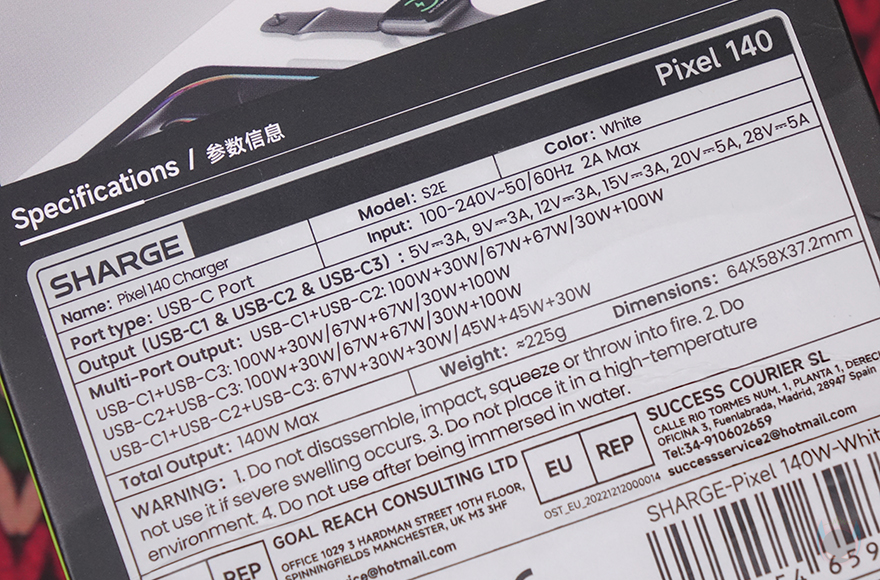 Pixel 140
Specifications / 参数信息
SHARGE
Model: S2E
Color: White
Name: Pixel 140 Charger
Input: 100-240V~50/60Hz 2A Max
Port type: USB-C Port
Output (USB-C1 & USB-C2 & USB-C3) : 5V⎓3A, 9V⎓3A, 12V⎓3A, 15V⎓3A, 20V⎓5A, 28V⎓5A
Multi-Port Output: USB-C1+USB-C2: 100W+30W/67W+67W/30W+100W
USB-C1+USB-C3: 100W+30W/67W+67W/30W+100W
USB-C2+USB-C3: 100W+30W/67W+67W/30W+100W
USB-C1+USB-C2+USB-C3: 67W+30W+30W/45W+45W+30W
Total Output: 140W Max
Weight: ≈225g
Dimensions: 64X58X37.2mm
WARNING: 1. Do not disassemble, impact, squeeze or throw into fire. 2. Do
not use it if severe swelling occurs. 3. Do not place it in a high-temperature
environment. 4. Do not use after being immersed in water.
GOAL REACH CONSULTING LTD
OFFICE 1029 3 HARDMAN STREET 10TH FLOOR,
SPINNINGFIELDS MANCHESTER, UK M3 3HF
REP
EU REP
OST_EU_20221212000014
SUCCESS COURIER SL
CALLE RIO TORMES NUM. 1, PLANTA 1, DERECH
OFICINA 3, Fuenlabrada, Madrid, 28947 Spain
Tel:34-910602659
successservice2@hotmail.com
service@hotmail.com
SHARGE-Pixel 140W-Whit
4 659